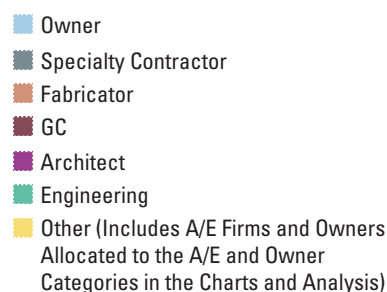 Owner
Specialty Contractor
Fabricator
GC
Architect
Engineering
Other (Includes A/E Firms and Owners
Allocated to the A/E and Owner
Categories in the Charts and Analysis)